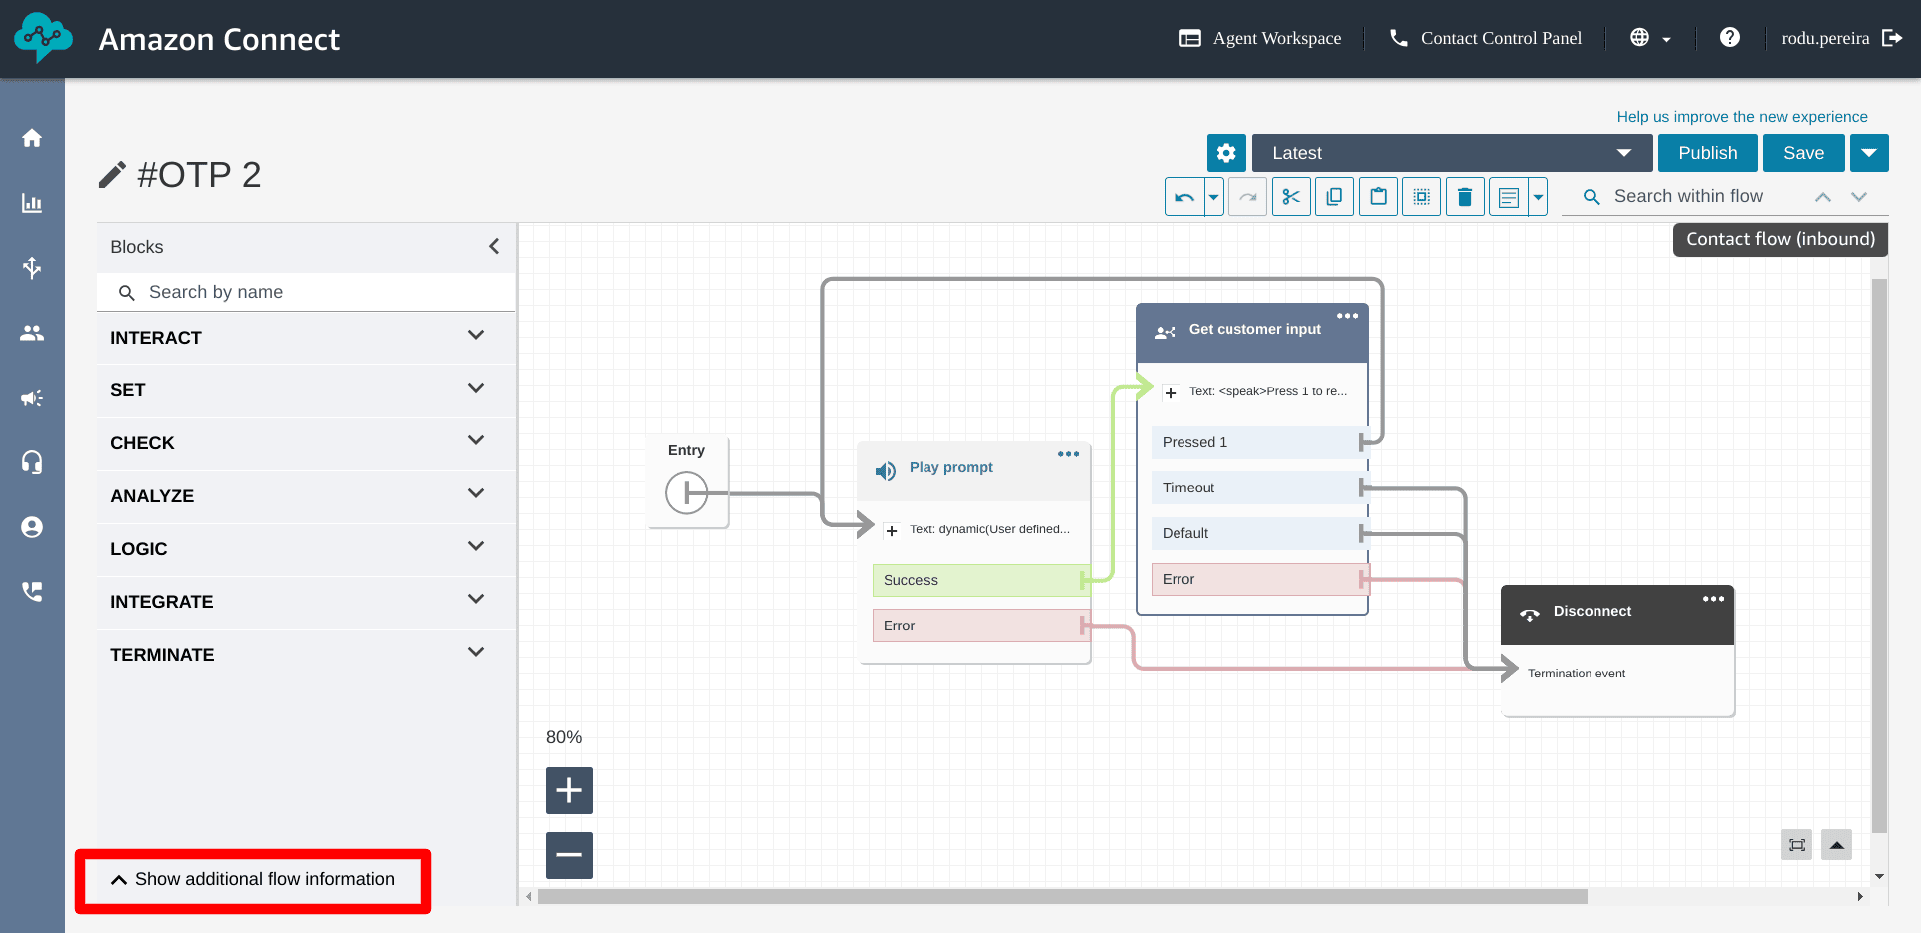 Amazon Connect
Agent Workspace
Contact Control Panel
rodu.pereira
Help us improve the new experience
#OTP 2
Latest
Publish
Save
Search within flow
Contact flow (inbound)
Blocks
Search by name
INTERACT
SET
CHECK
ANALYZE
LOGIC
INTEGRATE
TERMINATE
Show additional flow information
Entry
Play prompt
Text: dynamic(User defined...
Success
Error
Get customer input
Text: <speak>Press 1 to re...
Pressed 1
Timeout
Default
Error
Disconnect
Termination event
80%